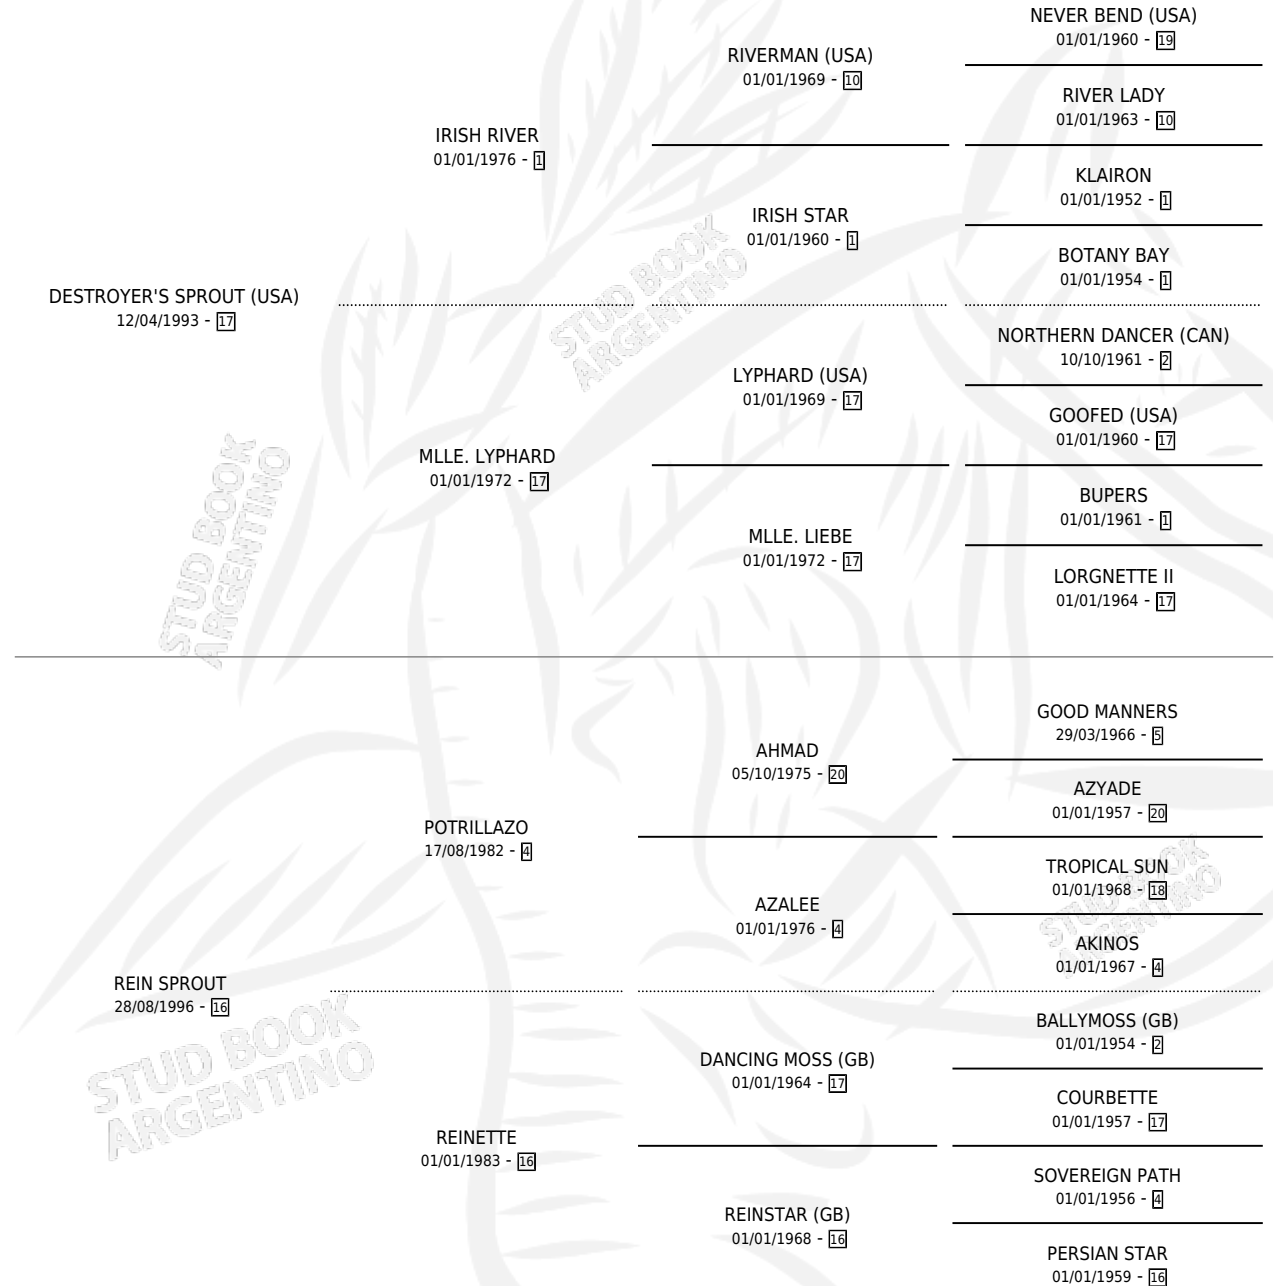 NEVER BEND (USA)
01/01/1960 - 19
RIVERMAN (USA)
01/01/1969 - 10
RIVER LADY
01/01/1963 - 10
IRISH RIVER
01/01/1976 - 1
KLAIRON
01/01/1952 - 1
IRISH STAR
01/01/1960 - 1
BOTANY BAY
01/01/1954 - 1
DESTROYER'S SPROUT (USA)
12/04/1993 - 17
NORTHERN DANCER (CAN)
10/10/1961 - 2
LYPHARD (USA)
01/01/1969 - 17
GOOFED (USA)
01/01/1960 - 17
MLLE. LYPHARD
01/01/1972 - 17
BUPERS
01/01/1961 - 1
MLLE. LIEBE
01/01/1972 - 17
LORGNETTE II
01/01/1964 - 17
GOOD MANNERS
29/03/1966 - 5
AHMAD
05/10/1975 - 20
AZYADE
01/01/1957 - 20
POTRILLAZO
17/08/1982 - 4
TROPICAL SUN
01/01/1968 - 18
AZALEE
01/01/1976 - 4
AKINOS
01/01/1967 - 4
REIN SPROUT
28/08/1996 - 16
BALLYMOSS (GB)
01/01/1954 - 2
DANCING MOSS (GB)
01/01/1964 - 17
COURBETTE
01/01/1957 - 17
REINETTE
01/01/1983 - 16
SOVEREIGN PATH
01/01/1956 - 4
REINSTAR (GB)
01/01/1968 - 16
PERSIAN STAR
01/01/1959 - 16
STUD BOOK
ARGENTINO
STUD BOOK
ARGENTINO
STUD BOOK
ARGENTINO
STUD BOOK
ARGENTINO